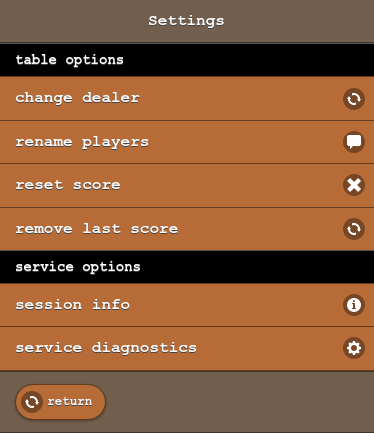 Settings
table options
change dealer
rename players
reset score
remove last score
service options
session info
service diagnostics
return